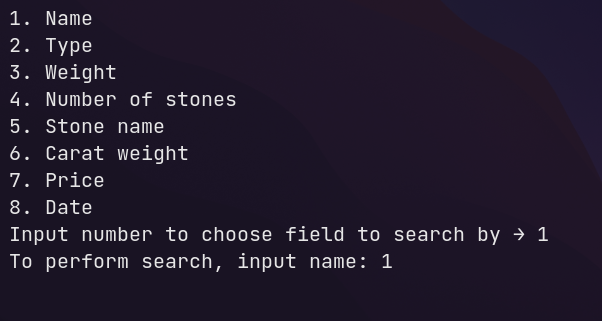 1. Name
2. Type
3. Weight
4. Number of stones
5. Stone name
6. Carat weight
7. Price
8. Date
Input number to choose field to search by → 1
To perform search, input name: 1